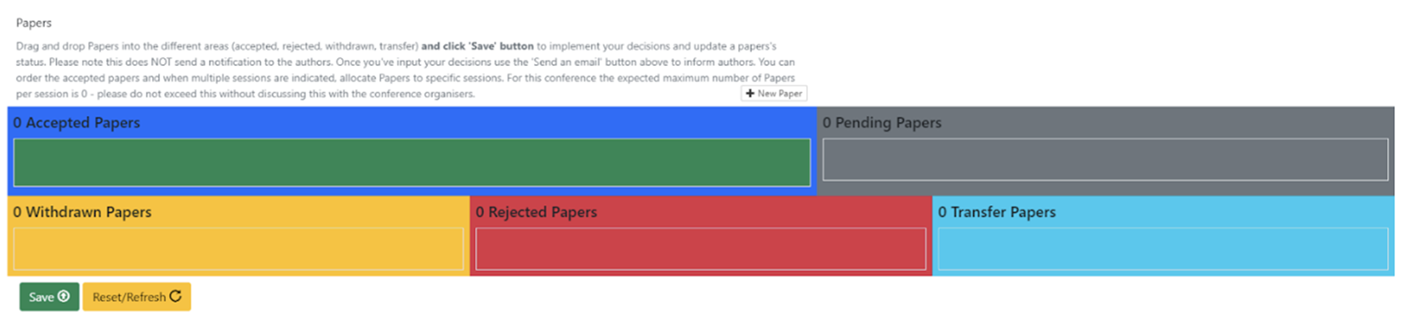 Papers
Drag and drop Papers into the different areas (accepted, rejected, withdrawn, transfer) and click 'Save' button to implement your decisions and update a papers's
status. Please note this does NOT send a notification to the authors. Once you've input your decisions use the 'Send an email' button above to inform authors. You can
order the accepted papers and when multiple sessions are indicated, allocate Papers to specific sessions. For this conference the expected maximum number of Papers
per session is 0 - please do not exceed this without discussing this with the conference organisers.
New Paper
0 Accepted Papers
0 Pending Papers
0 Withdrawn Papers
0 Rejected Papers
0 Transfer Papers
Save
Reset/Refresh